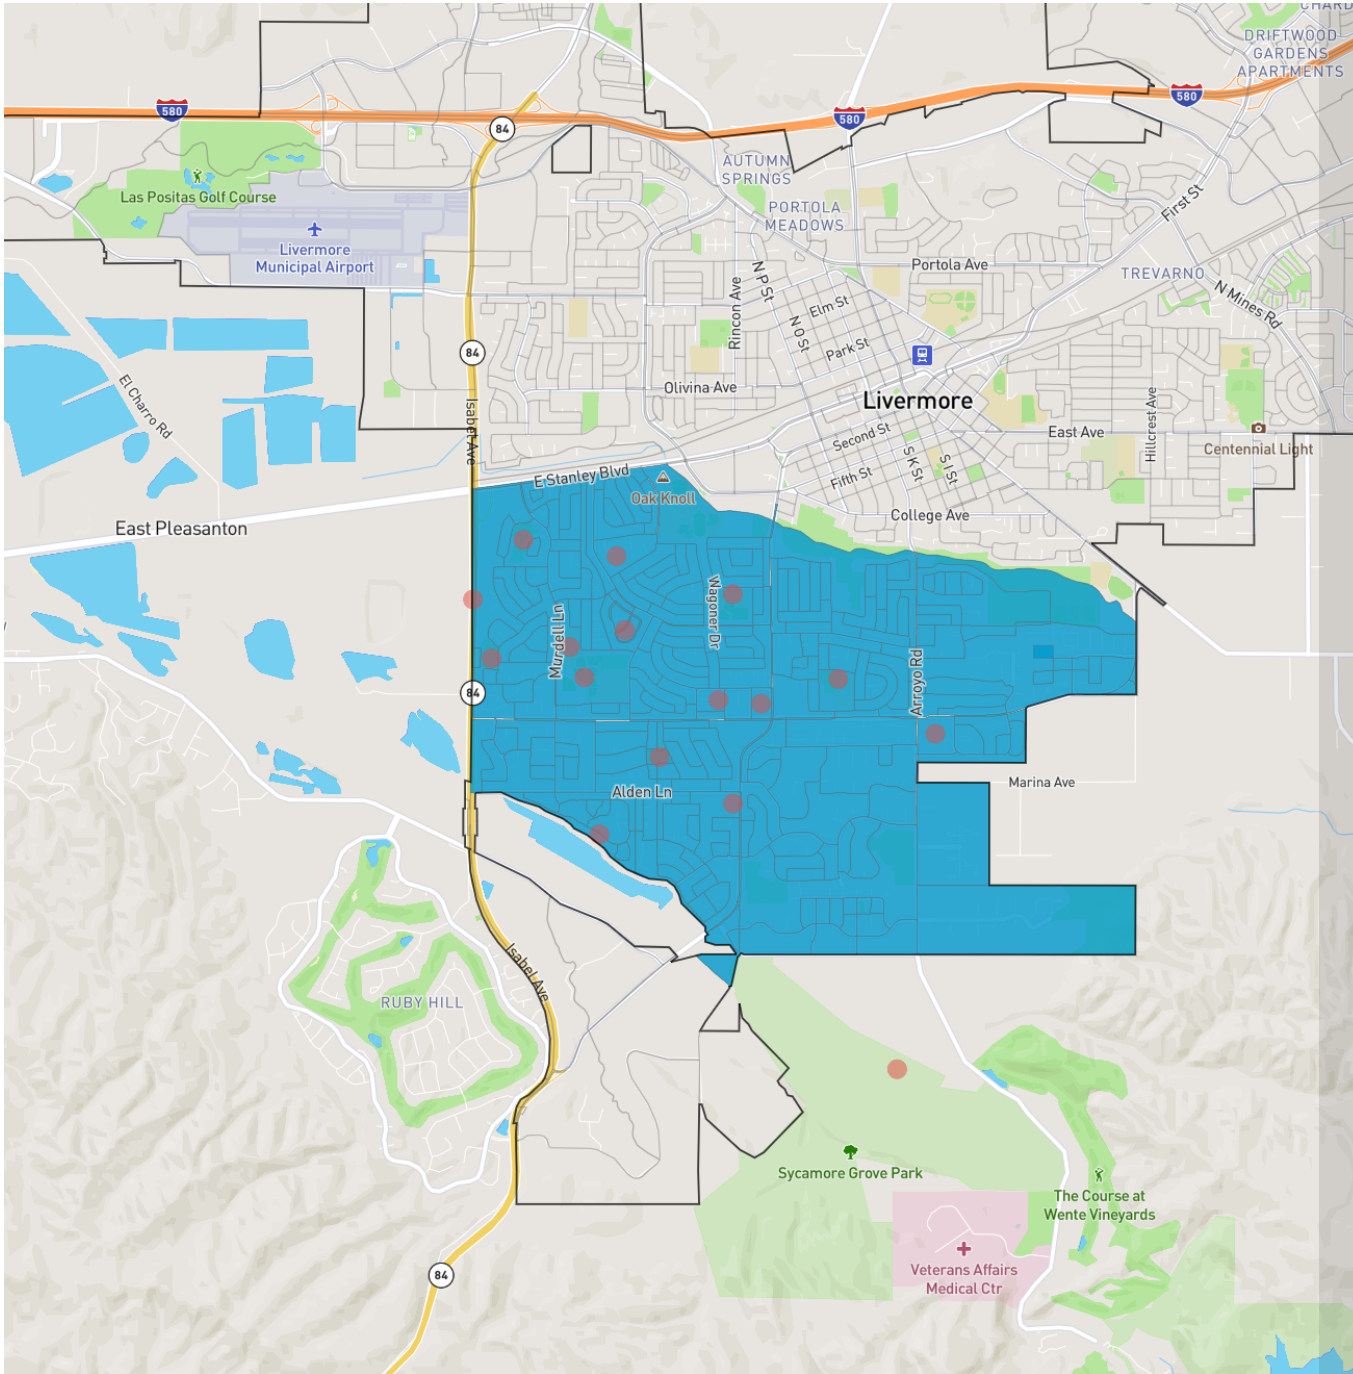 CHARD
DRIFTWOOD
GARDENS
APARTMENTS
580
580
580
84
AUTUMN
SPRINGS
Las Positas Golf Course
PORTOLA
MEADOWS
First St
Livermore
Municipal Airport
Portola Ave
TREVARNO
N P St
Rincon Ave
Elm St
N Mines Rd
N O St
Park St
84
El Charro Rd
Olivina Ave
Livermore
Isabel Ave
Hillcrest Ave
Second St
East Ave
Centennial Light
S K St
S I St
E Stanley Blvd
Fifth St
Oak Knoll
College Ave
East Pleasanton
Wagoner Dr
Murdell Ln
Arroyo Rd
84
Marina Ave
Alden Ln
Isabel Ave
RUBY HILL
Sycamore Grove Park
The Course at
Wente Vineyards
Veterans Affairs
Medical Ctr
84